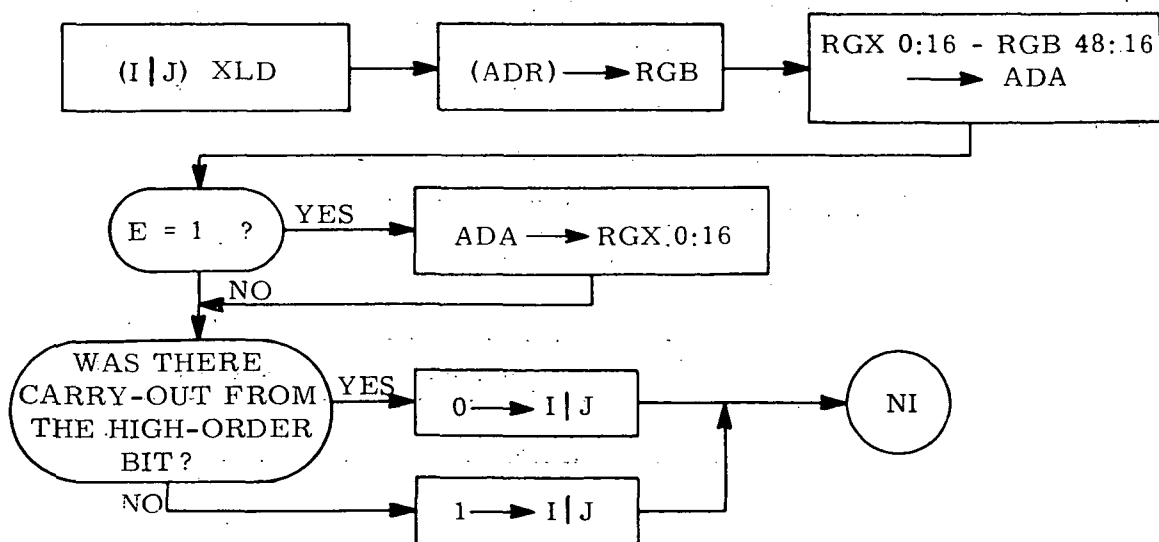 (I|J) XLD
(ADR) → RGB
RGX 0:16 - RGB 48:16
→ ADA
E = 1 ?
YES
ADA → RGX 0:16
NO
WAS THERE
CARRY-OUT FROM
THE HIGH-ORDER
BIT?
YES
0 → I|J
NI
NO
1 → I|J